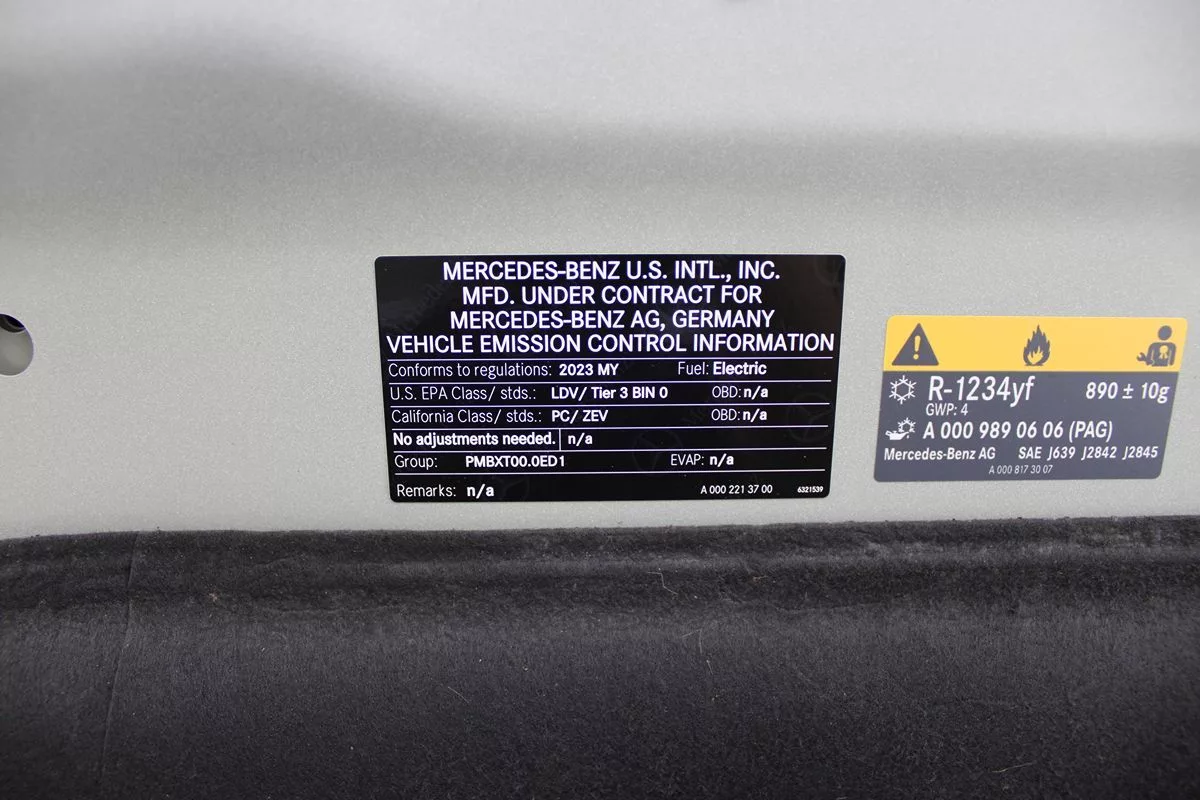 MERCEDES-BENZ U.S. INTL., INC.
MFD. UNDER CONTRACT FOR
MERCEDES-BENZ AG, GERMANY
VEHICLE EMISSION CONTROL INFORMATION
Conforms to regulations: 2023 MY Fuel: Electric
U.S. EPA Class/ stds.: LDV/ Tier 3 BIN 0 OBD: n/a
California Class/ stds.: PC/ ZEV OBD: n/a
No adjustments needed. n/a
Group: PMBXT00.0ED1 EVAP: n/a
Remarks: n/a A 000 221 37 00 6321539
R-1234yf 890 ± 10g
GWP: 4
A 000 989 06 06 (PAG)
Mercedes-Benz AG SAE J639 J2842 J2845
A 000 817 30 07